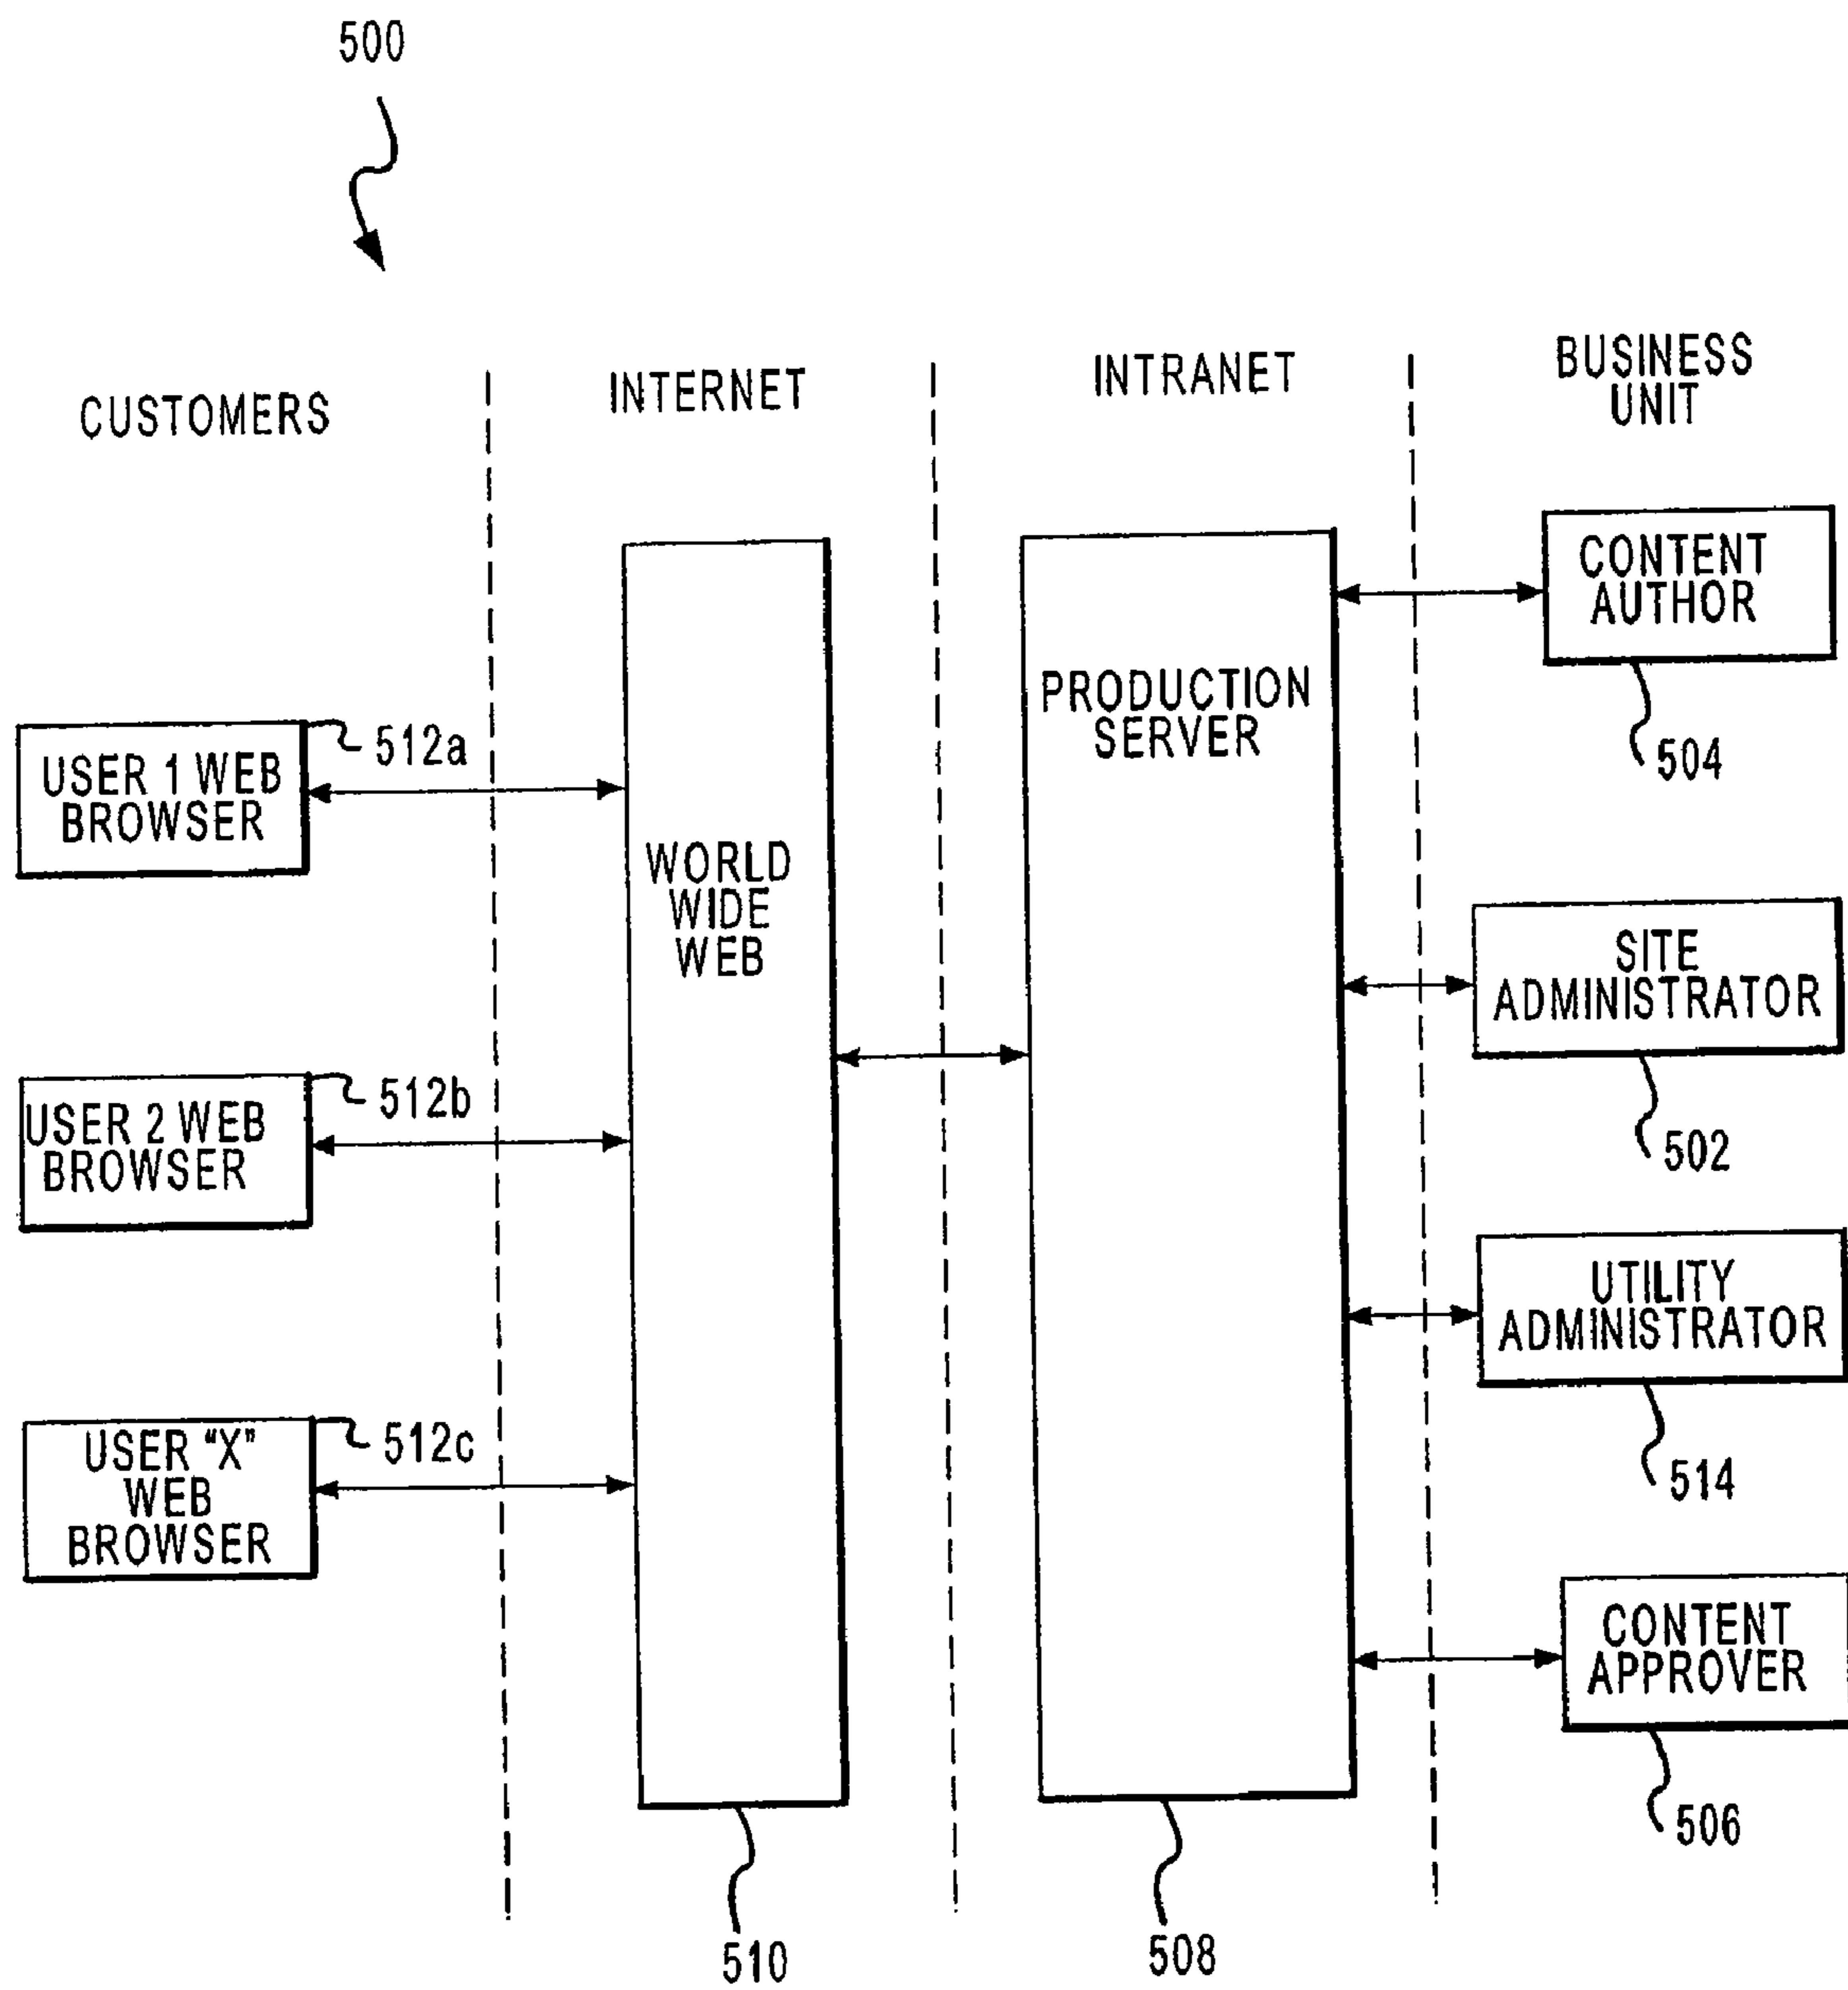 500
CUSTOMERS
INTERNET
INTRANET
BUSINESS
UNIT
USER 1 WEB
BROWSER
512a
USER 2 WEB
BROWSER
512b
USER "X"
WEB
BROWSER
512c
WORLD
WIDE
WEB
510
PRODUCTION
SERVER
508
CONTENT
AUTHOR
504
SITE
ADMINISTRATOR
502
UTILITY
ADMINISTRATOR
514
CONTENT
APPROVER
506